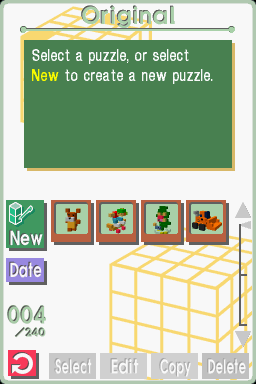 Original
Select a puzzle, or select
New to create a new puzzle.
New
Date
004
/240
Select Edit Copy Delete